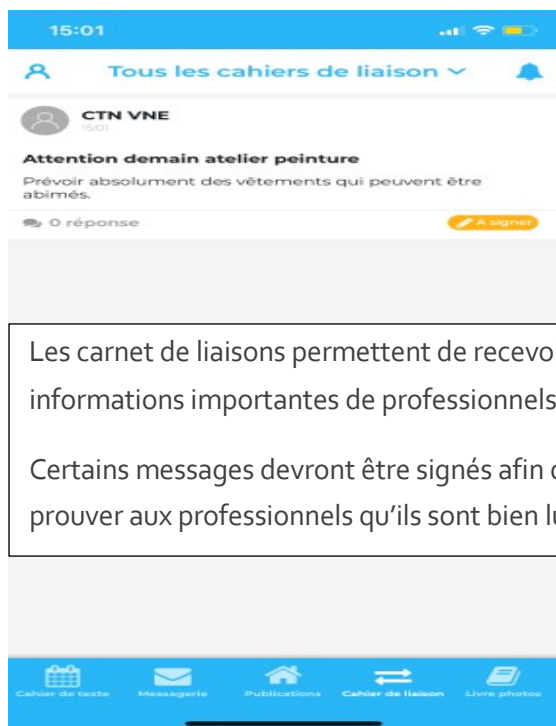 15:01
Tous les cahiers de liaison
CTN VNE
15:01
Attention demain atelier peinture
Prévoir absolument des vêtements qui peuvent être
abimés.
0 réponse
A signer
Les carnet de liaisons permettent de recevo
informations importantes de professionnels
Certains messages devront être signés afin
prouver aux professionnels qu'ils sont bien
Cahier de texte
Messagerie
Publications
Cahier de liaison
Livre photos